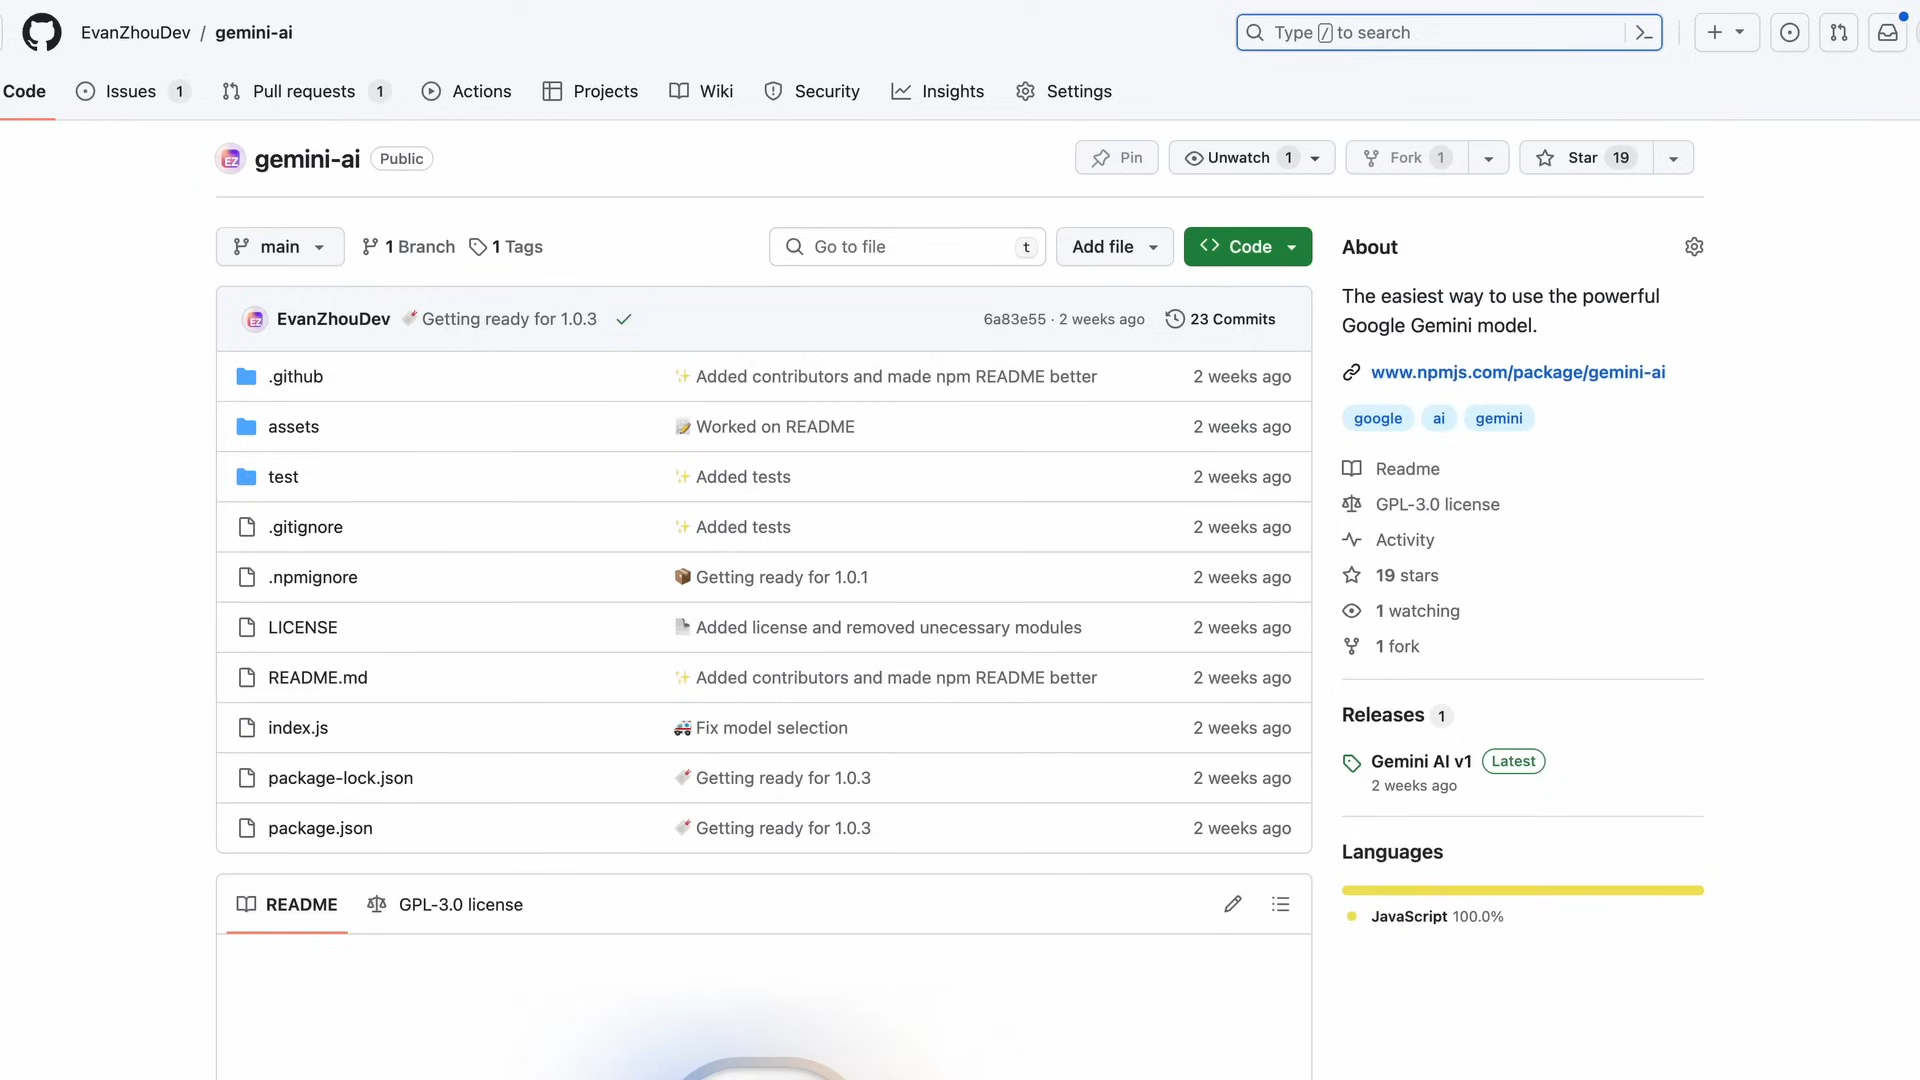 EvanZhouDev / gemini-ai
Type / to search
Code
Issues 1
Pull requests 1
Actions
Projects
Wiki
Security
Insights
Settings
EZ gemini-ai Public
Pin
Unwatch 1
Fork 1
Star 19
main
1 Branch
1 Tags
Go to file t
Add file
Code
EZ EvanZhouDev Getting ready for 1.0.3 6a83e55 · 2 weeks ago 23 Commits
.github Added contributors and made npm README better 2 weeks ago
assets Worked on README 2 weeks ago
test Added tests 2 weeks ago
.gitignore Added tests 2 weeks ago
.npmignore Getting ready for 1.0.1 2 weeks ago
LICENSE Added license and removed unecessary modules 2 weeks ago
README.md Added contributors and made npm README better 2 weeks ago
index.js Fix model selection 2 weeks ago
package-lock.json Getting ready for 1.0.3 2 weeks ago
package.json Getting ready for 1.0.3 2 weeks ago
README
GPL-3.0 license
About
The easiest way to use the powerful
Google Gemini model.
www.npmjs.com/package/gemini-ai
google ai gemini
Readme
GPL-3.0 license
Activity
19 stars
1 watching
1 fork
Releases 1
Gemini AI v1 Latest
2 weeks ago
Languages
JavaScript 100.0%